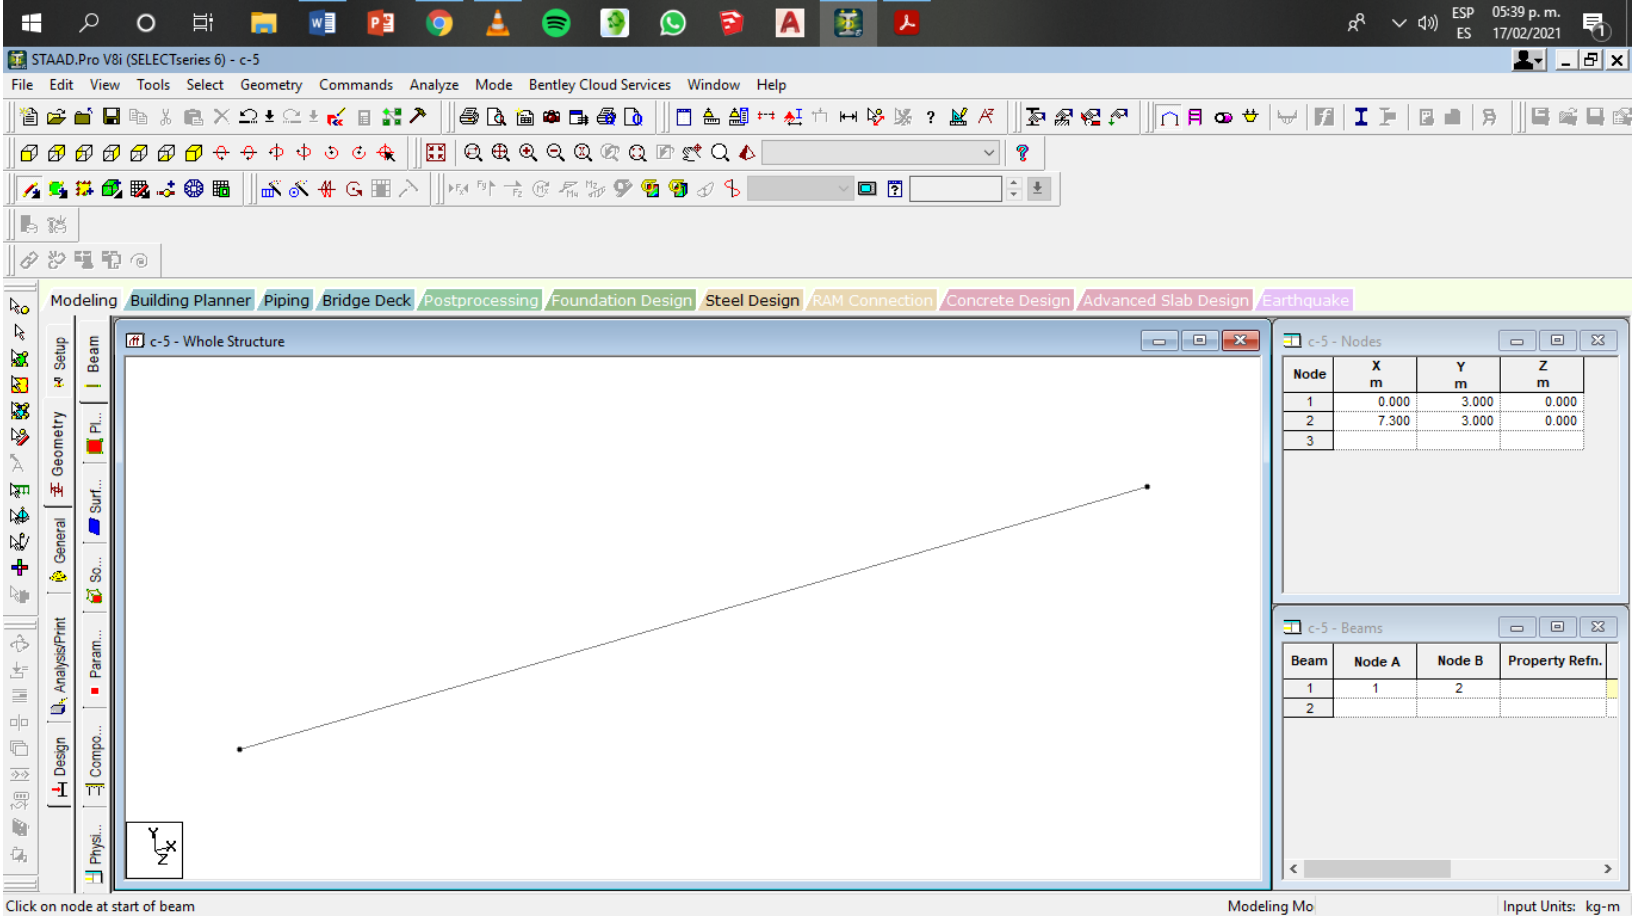 ESP
05:39 p. m.
ES
17/02/2021
1
STAAD.Pro V8i (SELECTseries 6) - c-5
File Edit View Tools Select Geometry Commands Analyze Mode Bentley Cloud Services Window Help
Modeling Building Planner Piping Bridge Deck Postprocessing Foundation Design Steel Design RAM Connection Concrete Design Advanced Slab Design Earthquake
Setup
Geometry
General
Analysis/Print
Design
Beam
Pl...
Surf...
So...
Param...
Compo...
Physi...
c-5 - Whole Structure
Y
X
Z
c-5 - Nodes
Node X m Y m Z m
1 0.000 3.000 0.000
2 7.300 3.000 0.000
3
c-5 - Beams
Beam Node A Node B Property Refn.
1 1 2
2
Click on node at start of beam
Modeling Mo
Input Units: kg-m